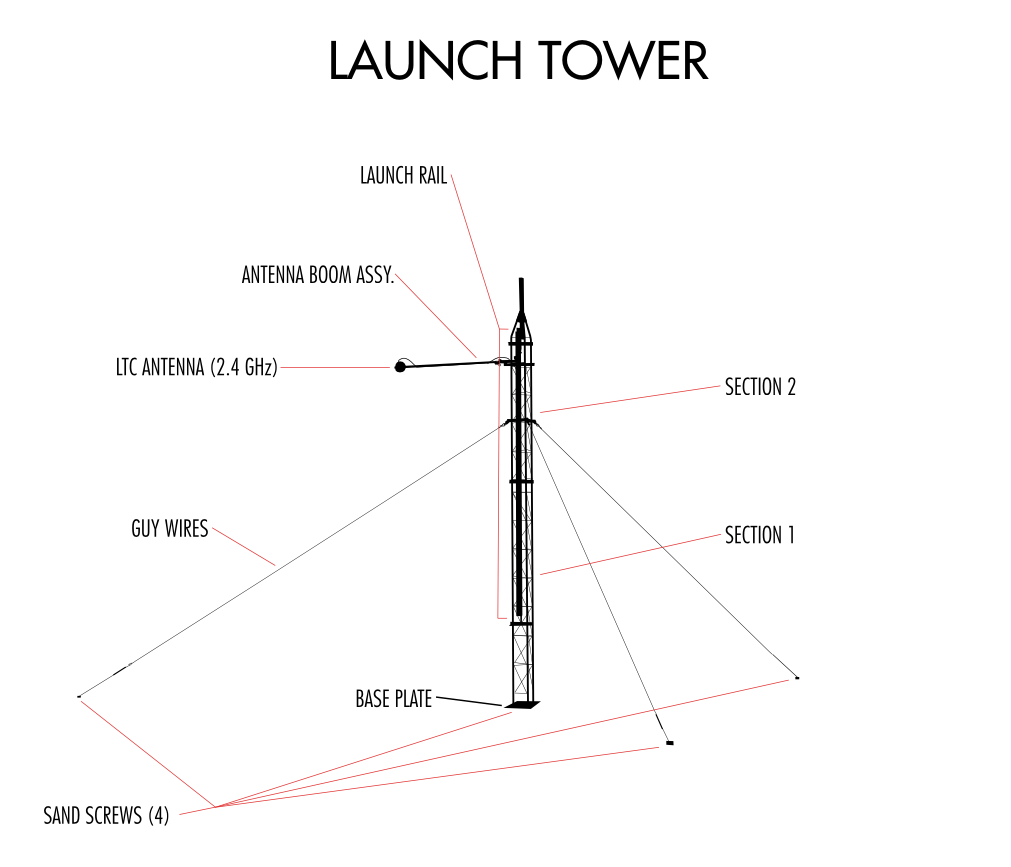 LAUNCH TOWER
LAUNCH RAIL
ANTENNA BOOM ASSY.
LTC ANTENNA (2.4 GHz)
SECTION 2
GUY WIRES
SECTION 1
BASE PLATE
SAND SCREWS (4)